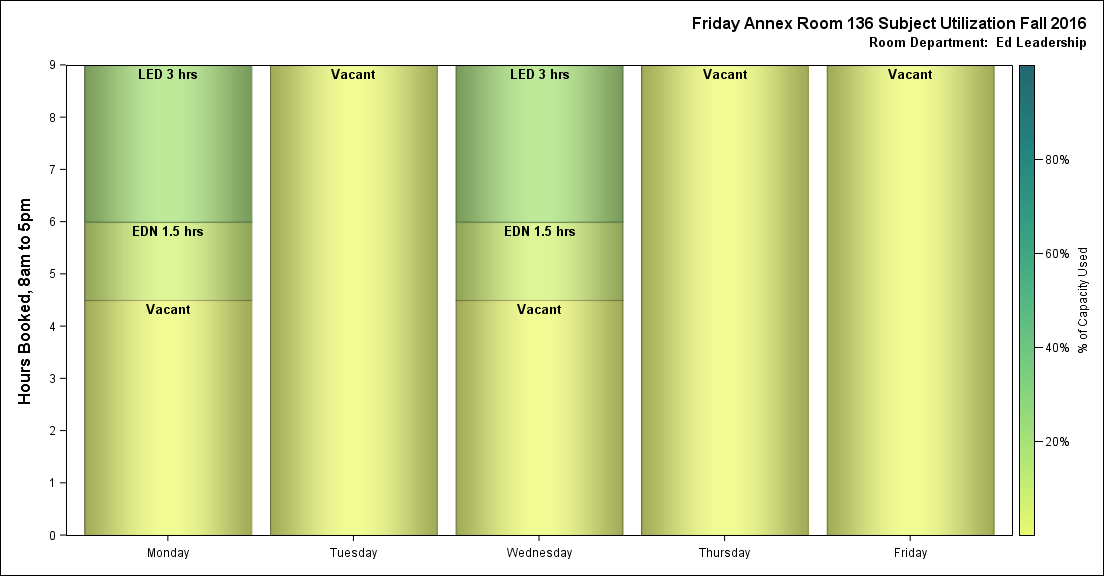 Friday Annex Room 136 Subject Utilization Fall 2016
Room Department:  Ed Leadership
Hours Booked, 8am to 5pm
9
8
7
6
5
4
3
2
1
0
LED 3 hrs
EDN 1.5 hrs
Vacant
Vacant
LED 3 hrs
EDN 1.5 hrs
Vacant
Vacant
Vacant
Monday
Tuesday
Wednesday
Thursday
Friday
80%
60%
40%
20%
% of Capacity Used